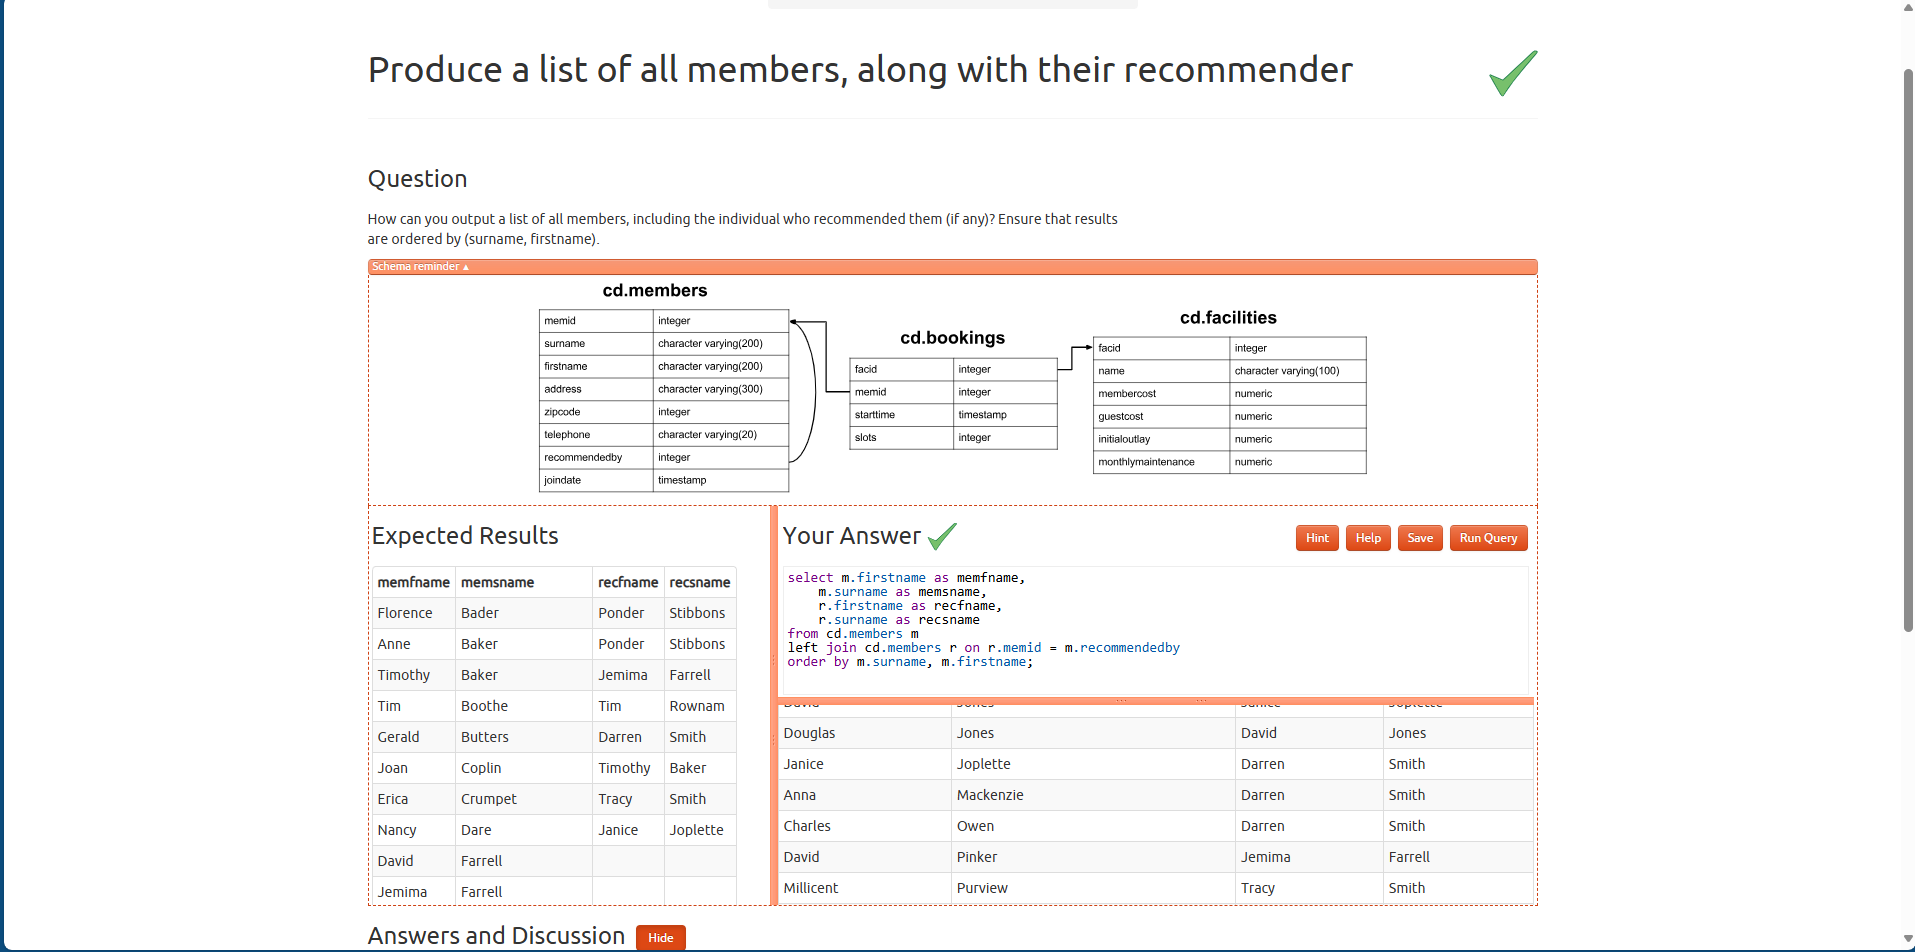 Produce a list of all members, along with their recommender
Question
How can you output a list of all members, including the individual who recommended them (if any)? Ensure that results
are ordered by (surname, firstname).
Schema reminder ▲
cd.members
memid integer
surname character varying(200)
firstname character varying(200)
address character varying(300)
zipcode integer
telephone character varying(20)
recommendedby integer
joindate timestamp
cd.bookings
facid integer
memid integer
starttime timestamp
slots integer
cd.facilities
facid integer
name character varying(100)
membercost numeric
guestcost numeric
initialoutlay numeric
monthlymaintenance numeric
Expected Results
memfname memsname recfname recsname
Florence Bader Ponder Stibbons
Anne Baker Ponder Stibbons
Timothy Baker Jemima Farrell
Tim Boothe Tim Rownam
Gerald Butters Darren Smith
Joan Coplin Timothy Baker
Erica Crumpet Tracy Smith
Nancy Dare Janice Joplette
David Farrell
Jemima Farrell
Your Answer
Hint Help Save Run Query
select m.firstname as memfname,
m.surname as memsname,
r.firstname as recfname,
r.surname as recsname
from cd.members m
left join cd.members r on r.memid = m.recommendedby
order by m.surname, m.firstname;
Douglas Jones David Jones
Janice Joplette Darren Smith
Anna Mackenzie Darren Smith
Charles Owen Darren Smith
David Pinker Jemima Farrell
Millicent Purview Tracy Smith
Answers and Discussion Hide